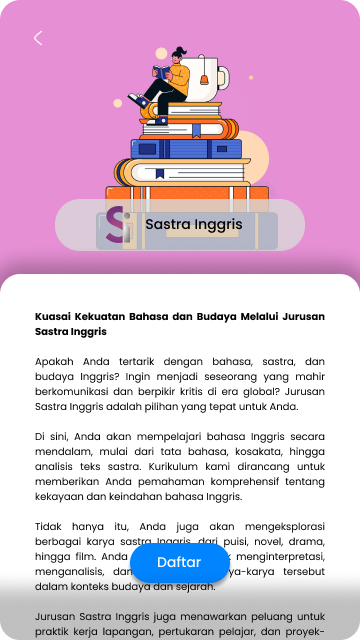 Si Sastra Inggris
Kuasai Kekuatan Bahasa dan Budaya Melalui Jurusan
Sastra Inggris
Apakah Anda tertarik dengan bahasa, sastra, dan
budaya Inggris? Ingin menjadi seseorang yang mahir
berkomunikasi dan berpikir kritis di era global? Jurusan
Sastra Inggris adalah pilihan yang tepat untuk Anda.
Di sini, Anda akan mempelajari bahasa Inggris secara
mendalam, mulai dari tata bahasa, kosakata, hingga
analisis teks sastra. Kurikulum kami dirancang untuk
memberikan Anda pemahaman komprehensif tentang
kekayaan dan keindahan bahasa Inggris.
Tidak hanya itu, Anda juga akan mengeksplorasi
berbagai karya sastra Inggris, dari puisi, novel, drama,
hingga film. Anda menginterpretasi,
Daftar
menganalisis, tersebut
dalam konteks budaya dan sejarah.
Jurusan Sastra Inggris juga menawarkan peluang untuk
praktik kerja lapangan, pertukaran pelajar, dan proyek-